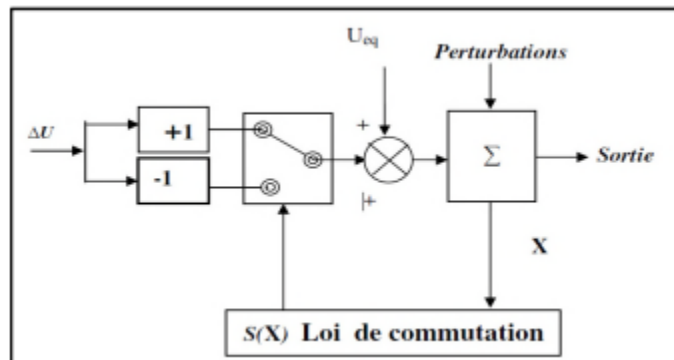 U_eq
Perturbations
ΔU
+1
+
-1
Σ
Sortie
|+
X
S(X) Loi de commutation